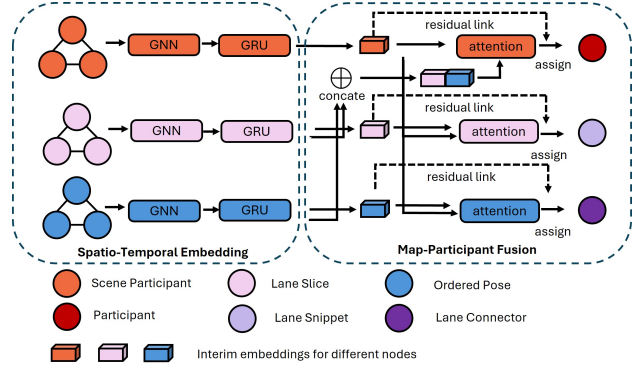 residual link
GNN
GRU
attention
assign
concate
residual link
GNN
GRU
attention
assign
residual link
GNN
GRU
attention
assign
Spatio-Temporal Embedding
Map-Participant Fusion
Scene Participant
Lane Slice
Ordered Pose
Participant
Lane Snippet
Lane Connector
Interim embeddings for different nodes